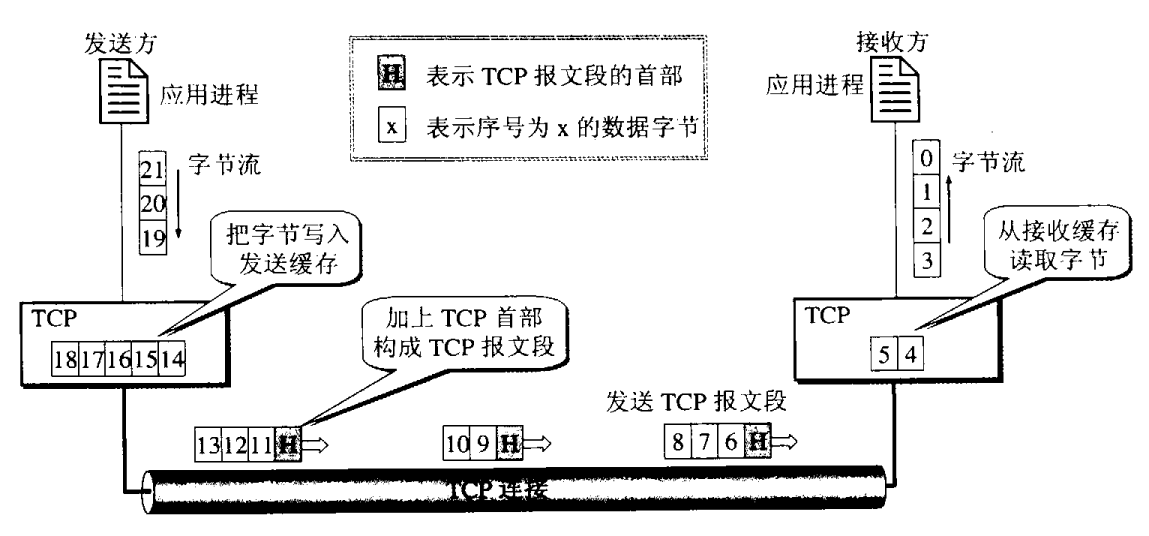 发送方
应用进程
H 表示 TCP 报文段的首部
x 表示序号为 x 的数据字节
接收方
应用进程
21
20
19
字节流
把字节写入
发送缓存
0
1
2
3
字节流
从接收缓存
读取字节
TCP
18 17 16 15 14
加上 TCP 首部
构成 TCP 报文段
TCP
5 4
发送 TCP 报文段
13 12 11 H
10 9 H
8 7 6 H
TCP 连接